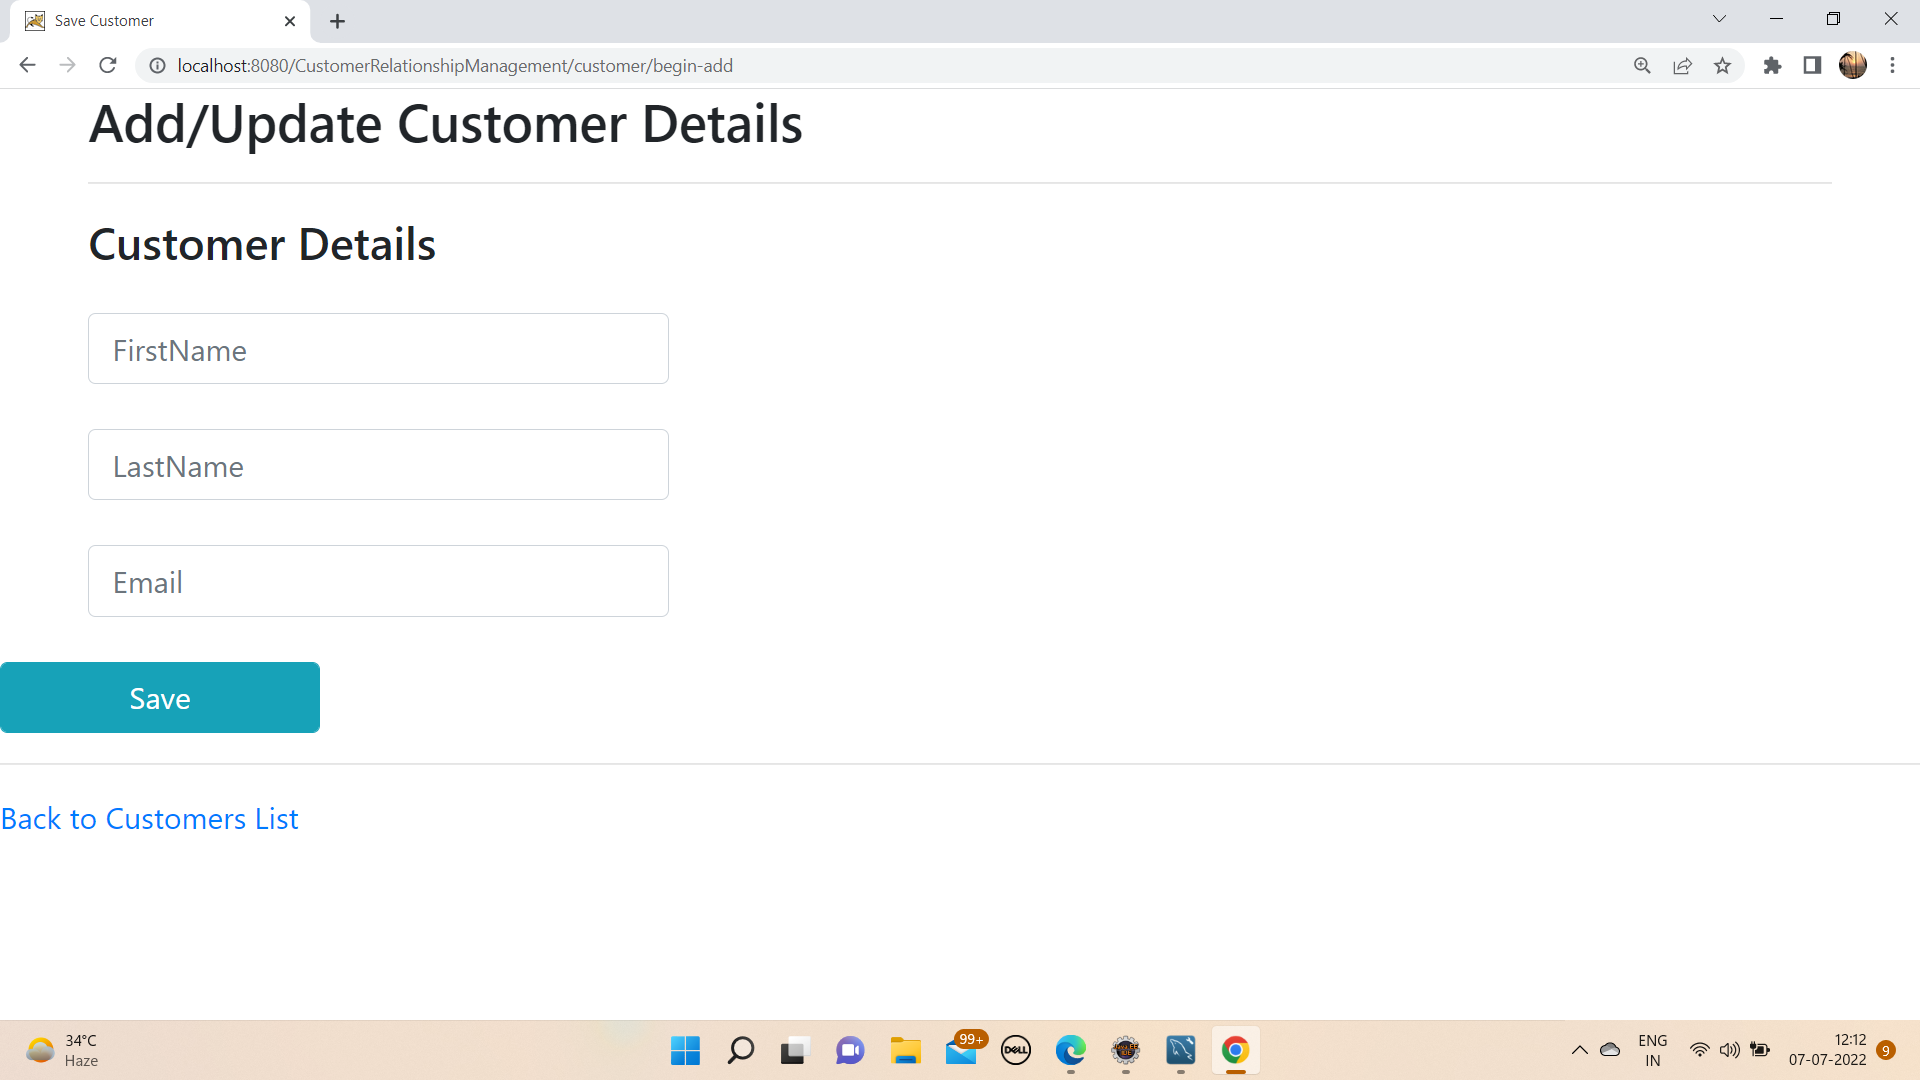 Save Customer
localhost:8080/CustomerRelationshipManagement/customer/begin-add
Add/Update Customer Details
Customer Details
FirstName
LastName
Email
Save
Back to Customers List
34°C
Haze
99+
DELL
ENG
IN
12:12
07-07-2022
9